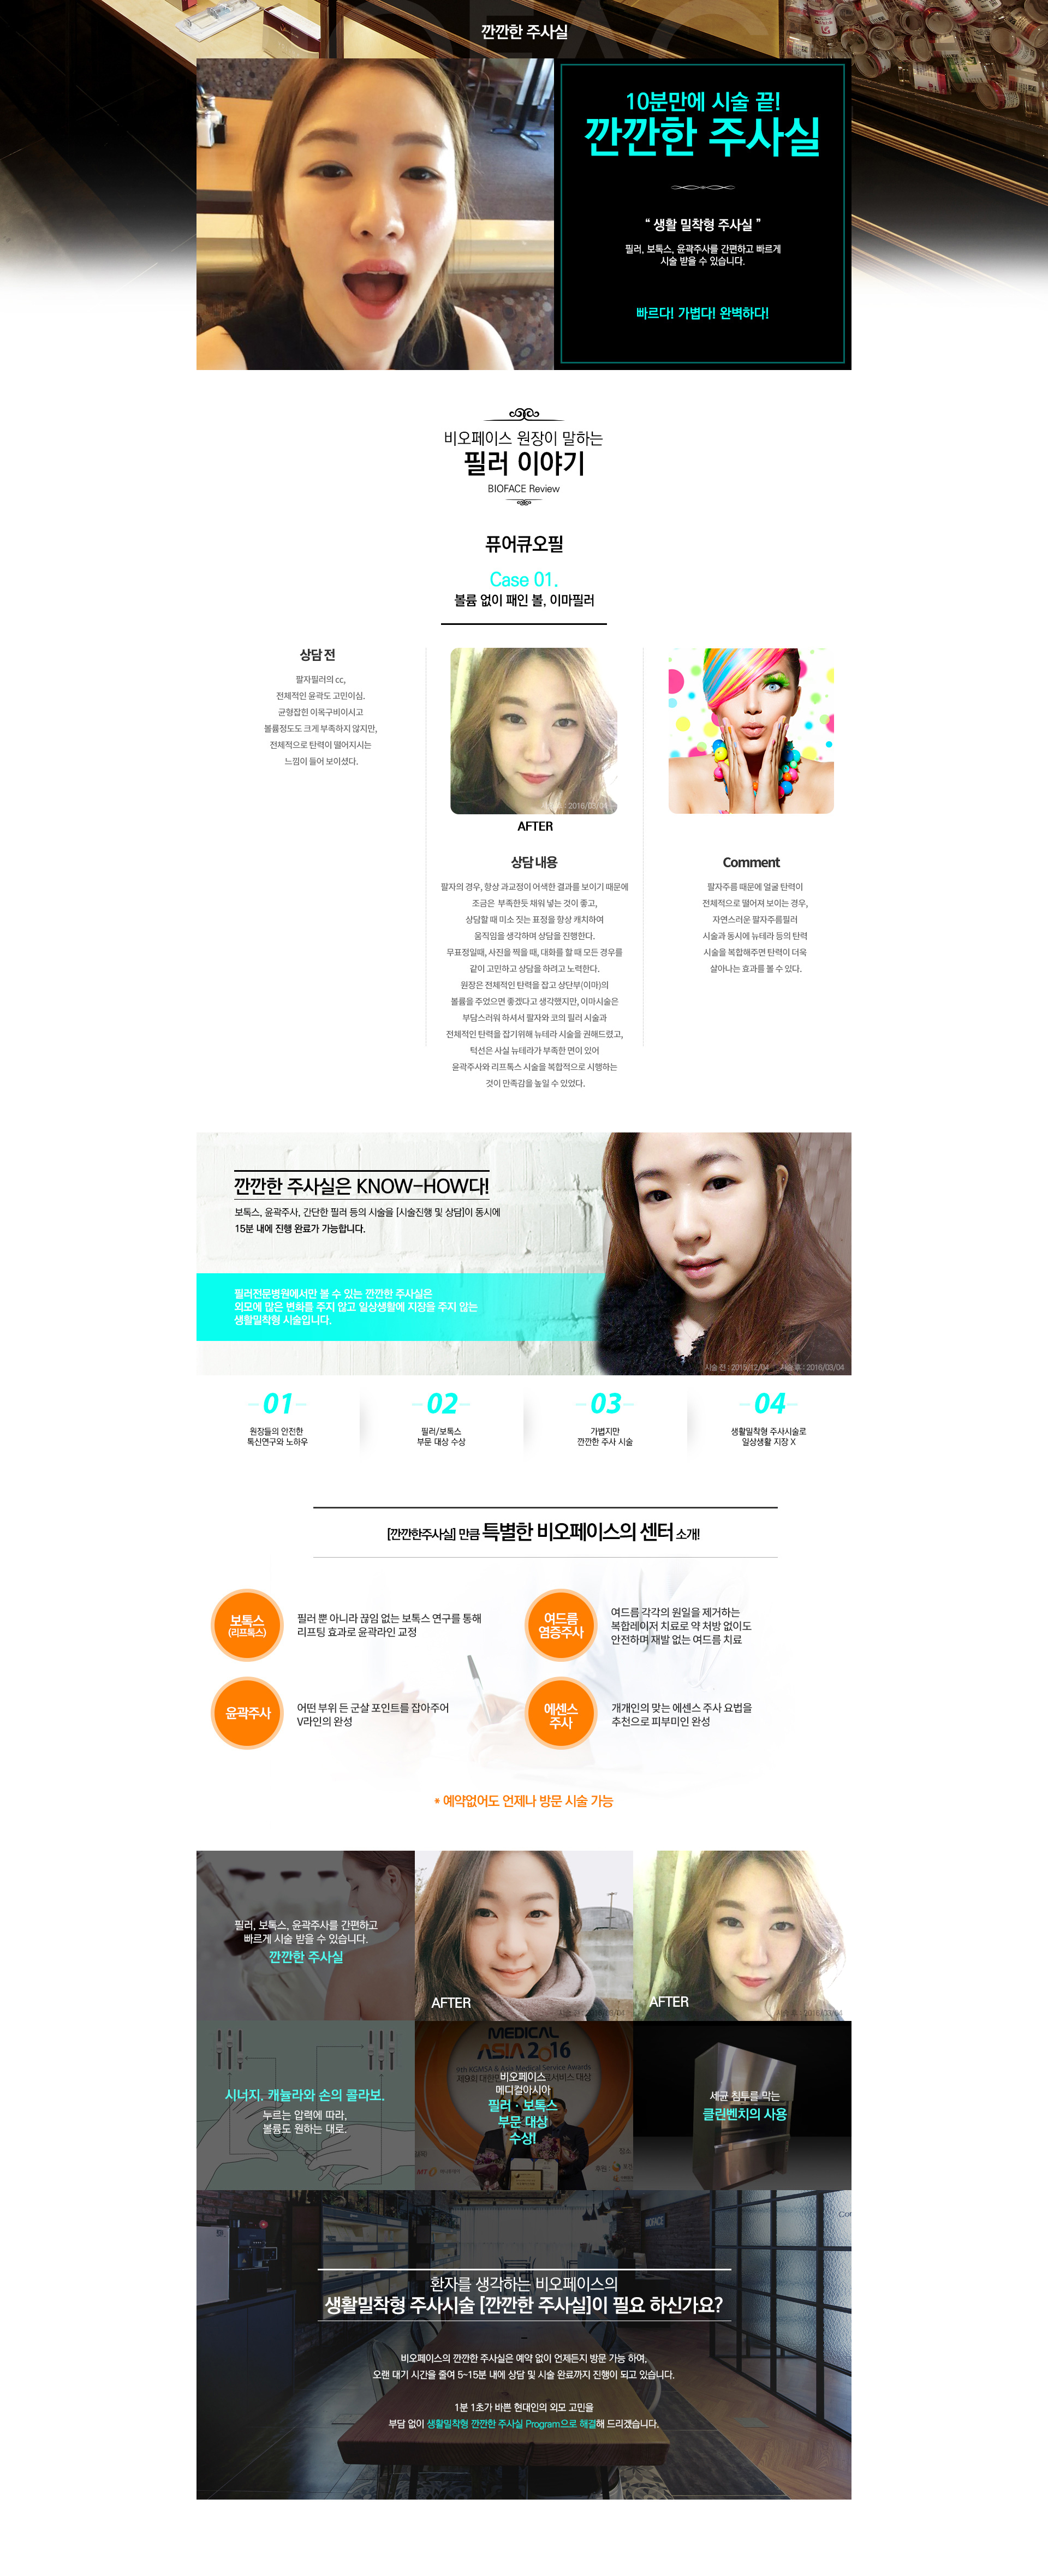 깐깐한 주사실
10분만에 시술 끝!
깐깐한 주사실
“ 생활 밀착형 주사실 ”
필러, 보톡스, 윤곽주사를 간편하고 빠르게
시술 받을 수 있습니다.
빠르다! 가볍다! 완벽하다!
비오페이스 원장이 말하는
필러 이야기
BIOFACE Review
퓨어큐오필
Case 01.
볼륨 없이 패인 볼, 이마필러
상담 전
팔자필러의 cc,
전체적인 윤곽도 고민이심.
균형잡힌 이목구비이시고
볼륨정도도 크게 부족하지 않지만,
전체적으로 탄력이 떨어지시는
느낌이 들어 보이셨다.
: 2016/03/04
AFTER
상담 내용
팔자의 경우, 항상 과교정이 어색한 결과를 보이기 때문에
조금은 부족한듯 채워 넣는 것이 좋고,
상담할 때 미소 짓는 표정을 항상 캐치하여
움직임을 생각하며 상담을 진행한다.
무표정일때, 사진을 찍을 때, 대화를 할 때 모든 경우를
같이 고민하고 상담을 하려고 노력한다.
원장은 전체적인 탄력을 잡고 상단부(이마)의
볼륨을 주었으면 좋겠다고 생각했지만, 이마시술은
부담스러워 하셔서 팔자와 코의 필러 시술과
전체적인 탄력을 잡기위해 뉴테라 시술을 권해드렸고,
턱선은 사실 뉴테라가 부족한 면이 있어
윤곽주사와 리프톡스 시술을 복합적으로 시행하는
것이 만족감을 높일 수 있었다.
Comment
팔자주름 때문에 얼굴 탄력이
전체적으로 떨어져 보이는 경우,
자연스러운 팔자주름필러
시술과 동시에 뉴테라 등의 탄력
시술을 복합해주면 탄력이 더욱
살아나는 효과를 볼 수 있다.
깐깐한 주사실은 KNOW-HOW다!
보톡스, 윤곽주사, 간단한 필러 등의 시술을 [시술진행 및 상담]이 동시에
15분 내에 진행 완료가 가능합니다.
필러전문병원에서만 볼 수 있는 깐깐한 주사실은
외모에 많은 변화를 주지 않고 일상생활에 지장을 주지 않는
생활밀착형 시술입니다.
시술 전 : 2015/12/04 시술 후 : 2016/03/04
01
원장들의 안전한
톡신연구와 노하우
02
필러/보톡스
부문 대상 수상
03
가볍지만
깐깐한 주사 시술
04
생활밀착형 주사시술로
일상생활 지장 X
[깐깐한주사실] 만큼 특별한 비오페이스의 센터 소개!
보톡스
(리프톡스)
필러 뿐 아니라 끊임 없는 보톡스 연구를 통해
리프팅 효과로 윤곽라인 교정
여드름
염증주사
여드름 각각의 원일을 제거하는
복합레이저 치료로 약 처방 없이도
안전하며 재발 없는 여드름 치료
윤곽주사
어떤 부위 든 군살 포인트를 잡아주어
V라인의 완성
에센스
주사
개개인의 맞는 에센스 주사 요법을
추천으로 피부미인 완성
* 예약없어도 언제나 방문 시술 가능
필러, 보톡스, 윤곽주사를 간편하고
빠르게 시술 받을 수 있습니다.
깐깐한 주사실
AFTER
AFTER
시너지. 캐뉼라와 손의 콜라보.
누르는 압력에 따라,
볼륨도 원하는 대로.
MEDICAL
ASIA 2016
9th KCMSA & Asia Medical Service Awards
비오페이스
메디컬아시아
필러 · 보톡스
부문 대상
수상!
세균 침투를 막는
클린벤치의 사용
BIOFACE
환자를 생각하는 비오페이스의
생활밀착형 주사시술 [깐깐한 주사실]이 필요 하신가요?
비오페이스의 깐깐한 주사실은 예약 없이 언제든지 방문 가능 하여,
오랜 대기 시간을 줄여 5~15분 내에 상담 및 시술 완료까지 진행이 되고 있습니다.
1분 1초가 바쁜 현대인의 외모 고민을
부담 없이 생활밀착형 깐깐한 주사실 Program으로 해결해 드리겠습니다.